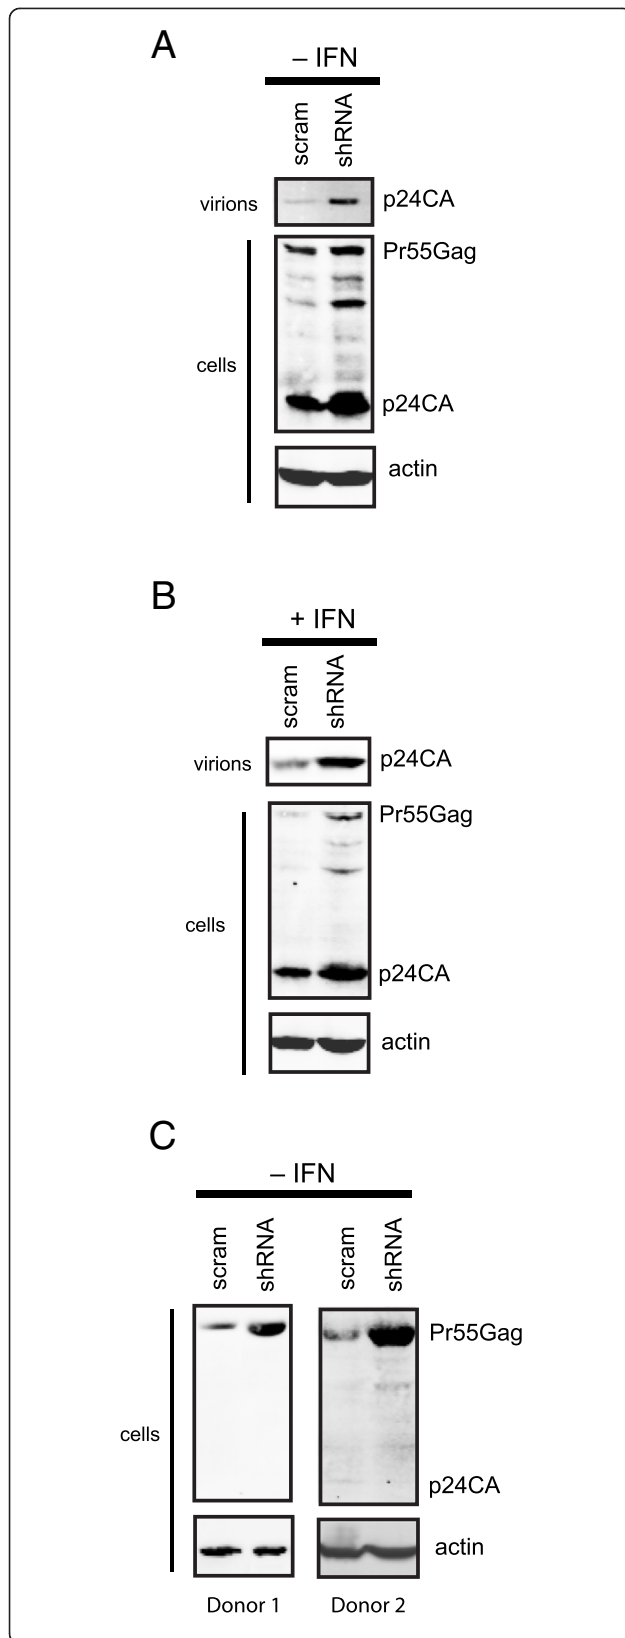 A
– IFN
scram shRNA
virions p24CA
Pr55Gag
cells
p24CA
actin
B
+ IFN
scram shRNA
virions p24CA
Pr55Gag
cells
p24CA
actin
C
– IFN
scram shRNA scram shRNA
Pr55Gag
cells
p24CA
actin
Donor 1 Donor 2